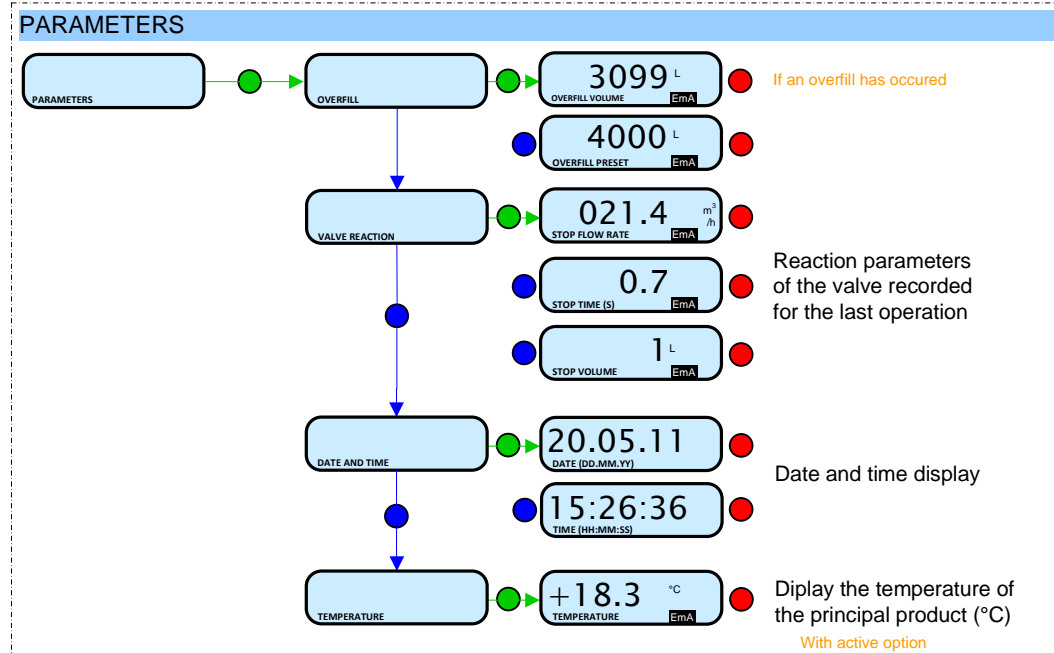 PARAMETERS
PARAMETERS
OVERFILL
3099 L
OVERFILL VOLUME EmA
If an overfill has occured
4000 L
OVERFILL PRESET EmA
VALVE REACTION
021.4 m³/h
STOP FLOW RATE EmA
0.7
STOP TIME (S) EmA
1 L
STOP VOLUME EmA
Reaction parameters
of the valve recorded
for the last operation
DATE AND TIME
20.05.11
DATE (DD.MM.YY)
15:26:36
TIME (HH:MM:SS)
Date and time display
TEMPERATURE
+18.3 °C
TEMPERATURE EmA
Diplay the temperature of
the principal product (°C)
With active option